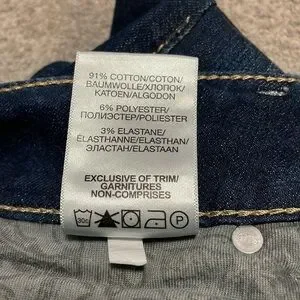 91% COTTON/COTON/
BAUMWOLLE/ХЛОПОК/
KATOEN/ALGODON
6% POLYESTER/
ПОЛИЭСТЕР/POLYESTER
3% ELASTANE/
ELASTHANNE/ELASTHAN/
ЭЛАСТАН/ELASTAAN
EXCLUSIVE OF TRIM/
GARNITURES
NON-COMPRISES
P